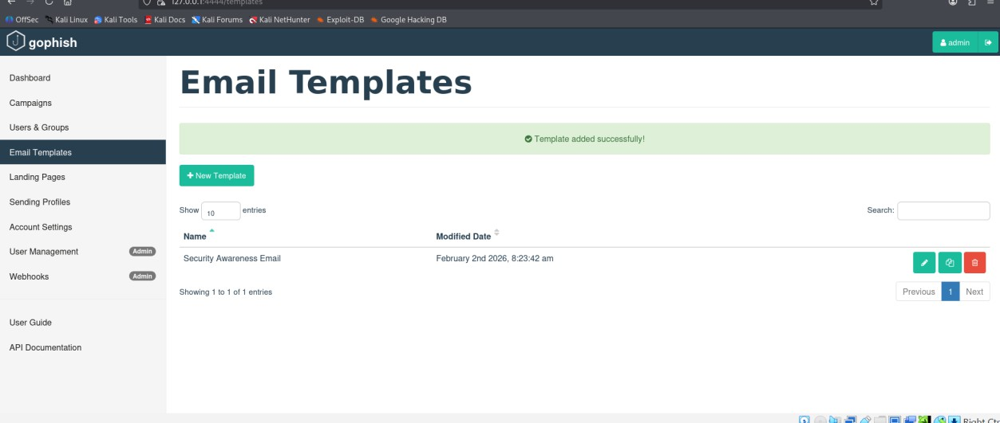 127.0.0.1:4444/templates
OffSec Kali Linux Kali Tools Kali Docs Kali Forums Kali NetHunter Exploit-DB Google Hacking DB
gophish admin
Dashboard
Campaigns
Users & Groups
Email Templates
Landing Pages
Sending Profiles
Account Settings
User Management Admin
Webhooks Admin
User Guide
API Documentation
Email Templates
Template added successfully!
New Template
Show 10 entries Search:
Name Modified Date
Security Awareness Email February 2nd 2026, 8:23:42 am
Showing 1 to 1 of 1 entries Previous 1 Next
Right Ctr